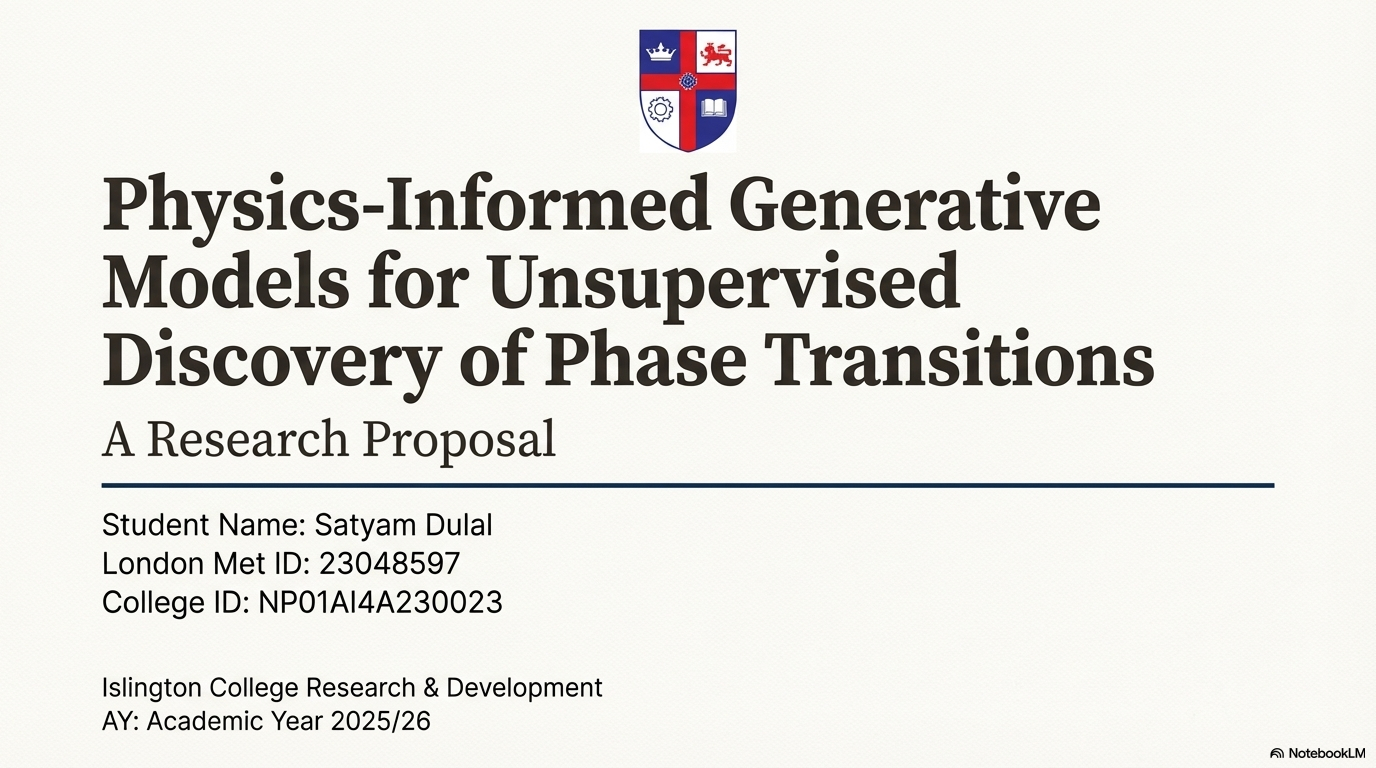 Physics-Informed Generative
Models for Unsupervised
Discovery of Phase Transitions
A Research Proposal
Student Name: Satyam Dulal
London Met ID: 23048597
College ID: NP01AI4A230023
Islington College Research & Development
AY: Academic Year 2025/26
NotebookLM